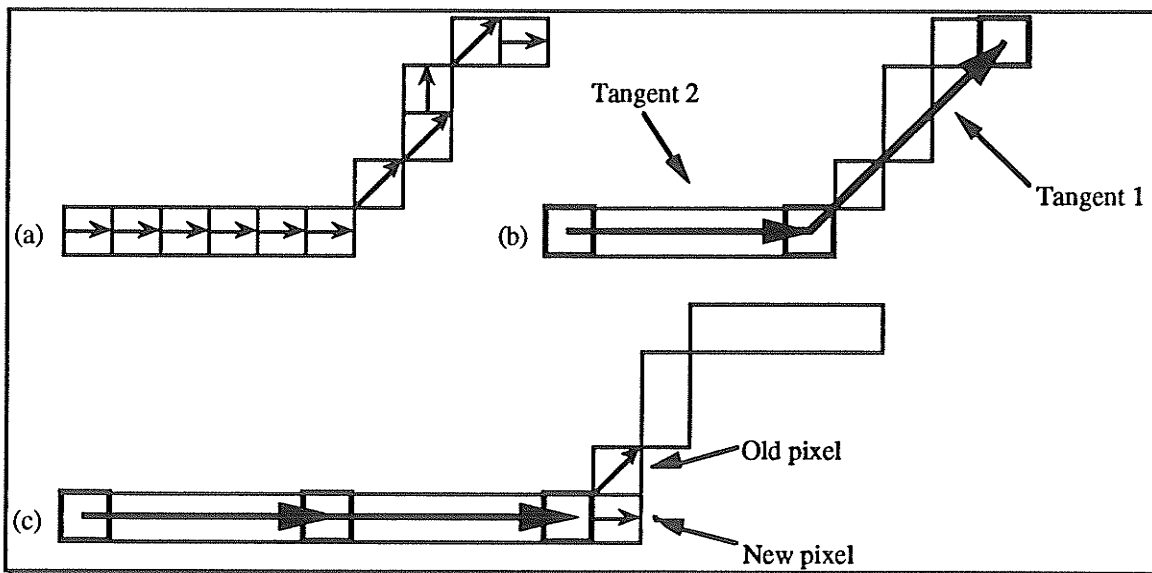 Tangent 2
Tangent 1
(a)
(b)
Old pixel
(c)
New pixel